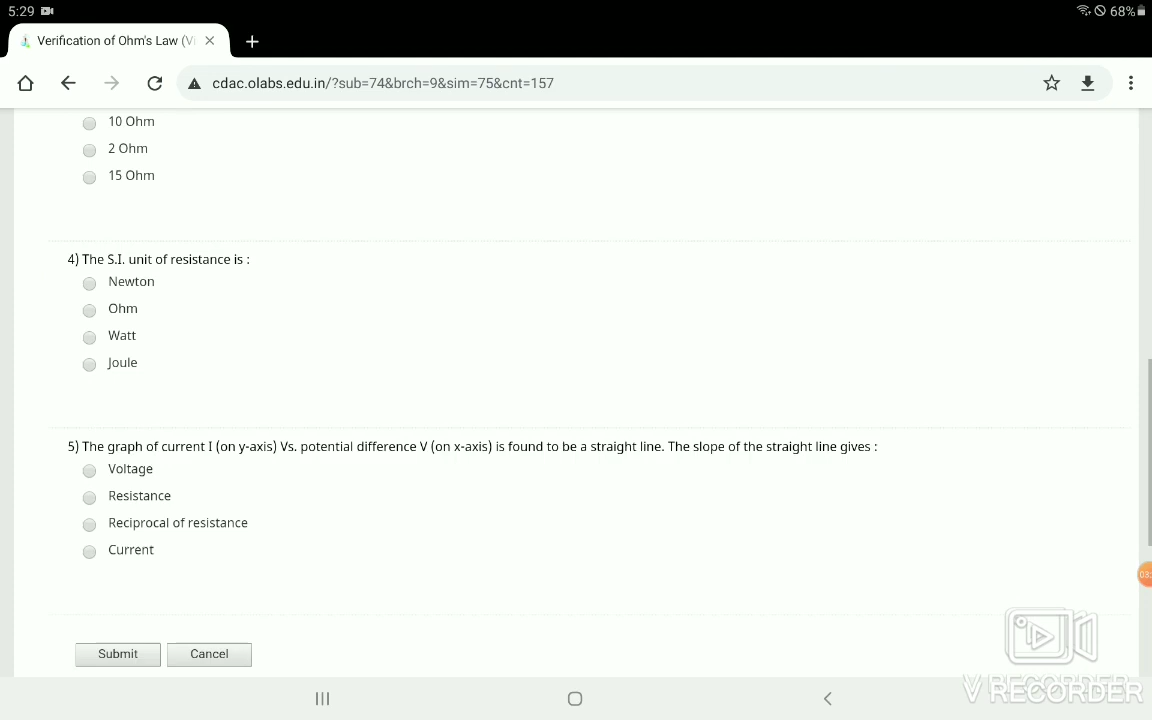 5:29 68%
Verification of Ohm's Law (V
cdac.olabs.edu.in/?sub=74&brch=9&sim=75&cnt=157
10 Ohm
2 Ohm
15 Ohm
4) The S.I. unit of resistance is :
Newton
Ohm
Watt
Joule
5) The graph of current I (on y-axis) Vs. potential difference V (on x-axis) is found to be a straight line. The slope of the straight line gives :
Voltage
Resistance
Reciprocal of resistance
Current
Submit Cancel
V RECORDER